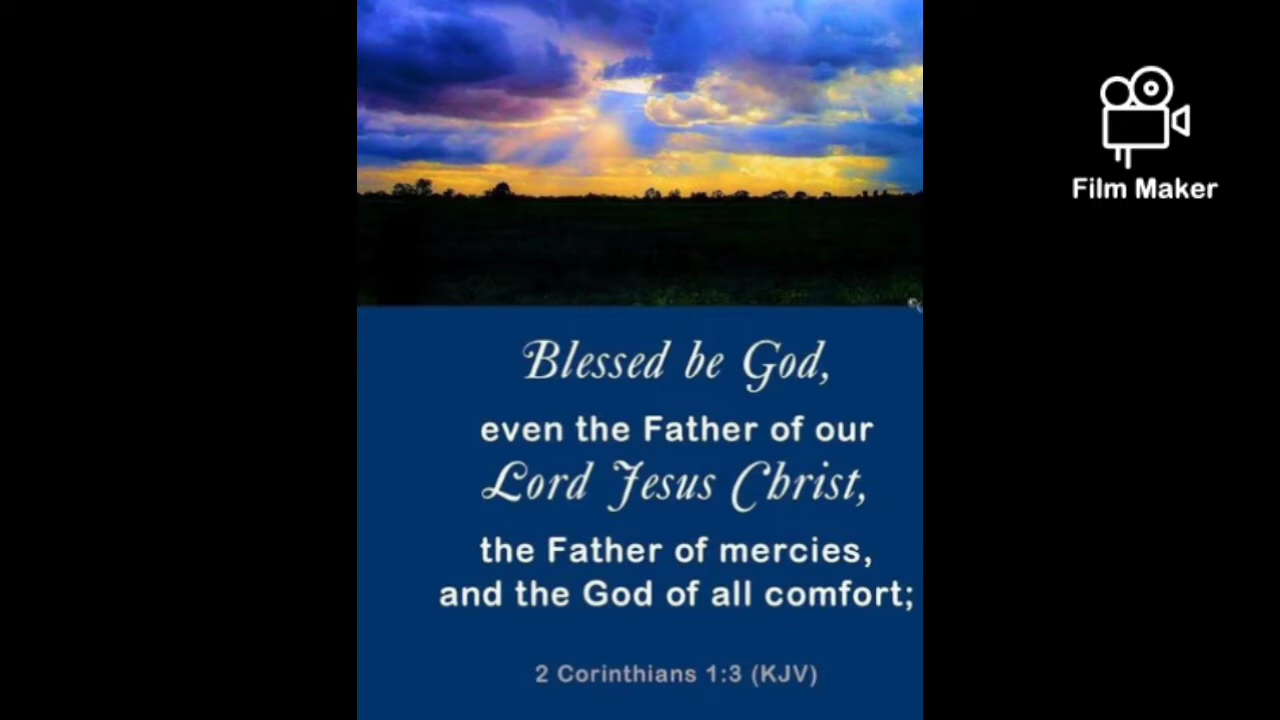 Film Maker
Blessed be God,
even the Father of our
Lord Jesus Christ,
the Father of mercies,
and the God of all comfort;
2 Corinthians 1:3 (KJV)